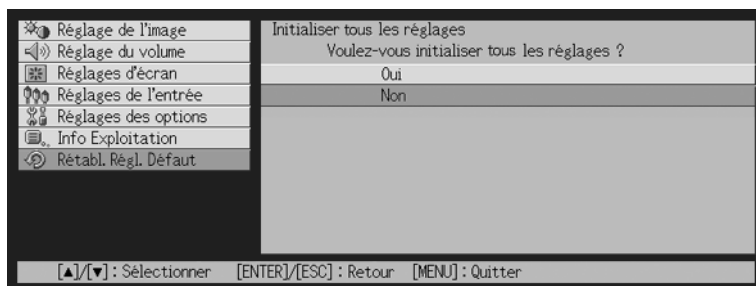 Réglage de l'image
Réglage du volume
Réglages d'écran
Réglages de l'entrée
Réglages des options
Info Exploitation
Rétabl. Régl. Défaut
Initialiser tous les réglages
Voulez-vous initialiser tous les réglages ?
Oui
Non
[▲]/[▼] : Sélectionner [ENTER]/[ESC] : Retour [MENU] : Quitter